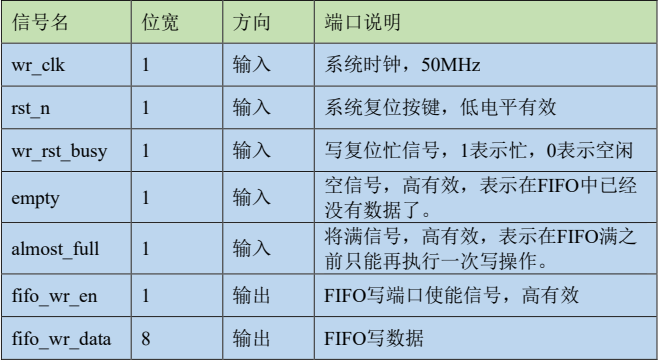 信号名 位宽 方向 端口说明
wr_clk 1 输入 系统时钟，50MHz
rst_n 1 输入 系统复位按键，低电平有效
wr_rst_busy 1 输入 写复位忙信号，1表示忙，0表示空闲
empty 1 输入 空信号，高有效，表示在FIFO中已经
没有数据了。
almost_full 1 输入 将满信号，高有效，表示在FIFO满之
前只能再执行一次写操作。
fifo_wr_en 1 输出 FIFO写端口使能信号，高有效
fifo_wr_data 8 输出 FIFO写数据